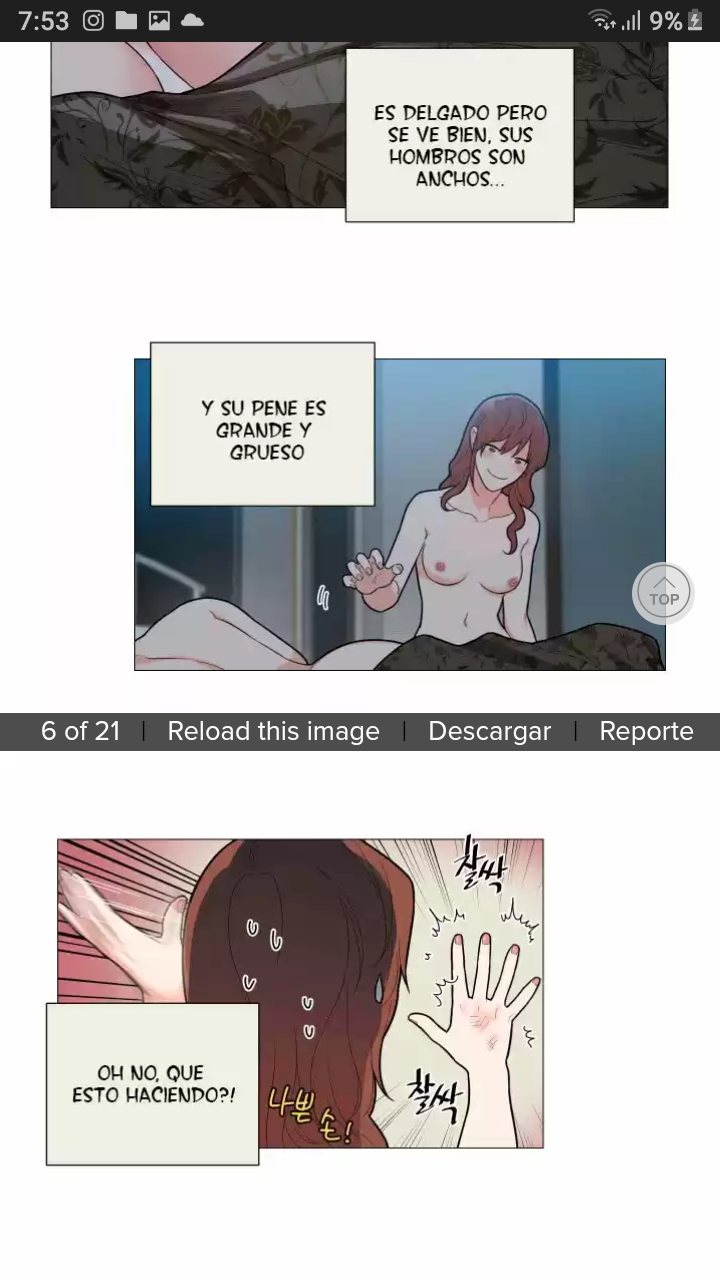 7:53
9%
ES DELGADO PERO
SE VE BIEN, SUS
HOMBROS SON
ANCHOS...
Y SU PENE ES
GRANDE Y
GRUESO
TOP
6 of 21 | Reload this image | Descargar | Reporte
찰싹
OH NO, QUE
ESTO HACIENDO?!
나쁜
손!
찰싹